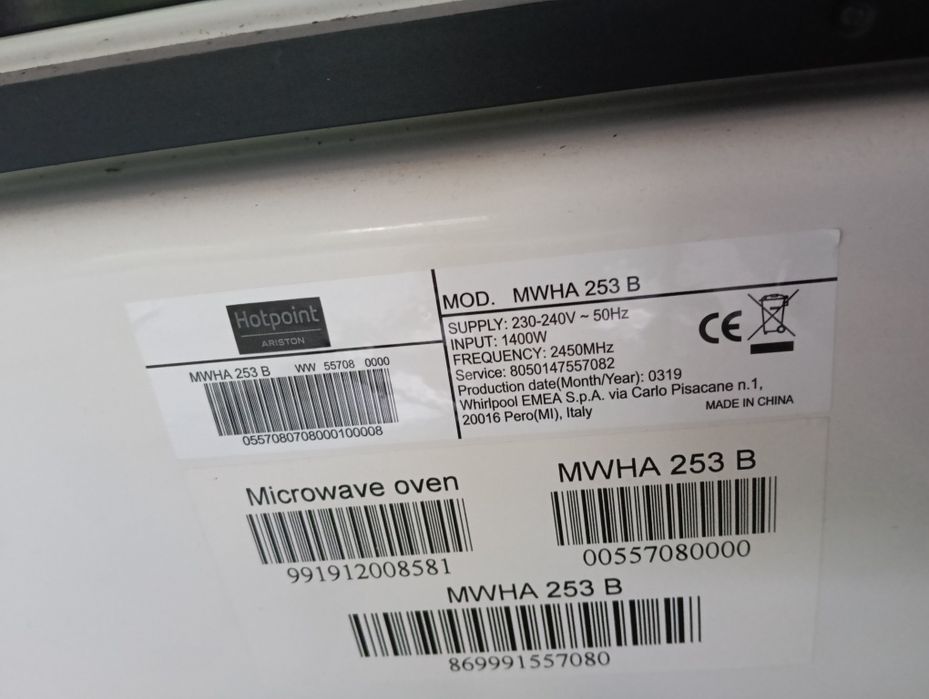 Hotpoint
ARISTON
MWHA 253 B WW 55708 0000
0557080708000100008
MOD. MWHA 253 B
SUPPLY: 230-240V ~ 50Hz
INPUT: 1400W
FREQUENCY: 2450MHz
Service: 8050147557082
Production date(Month/Year): 0319
Whirlpool EMEA S.p.A. via Carlo Pisacane n.1,
20016 Pero(MI), Italy
CE
MADE IN CHINA
Microwave oven
991912008581
MWHA 253 B
00557080000
MWHA 253 B
869991557080